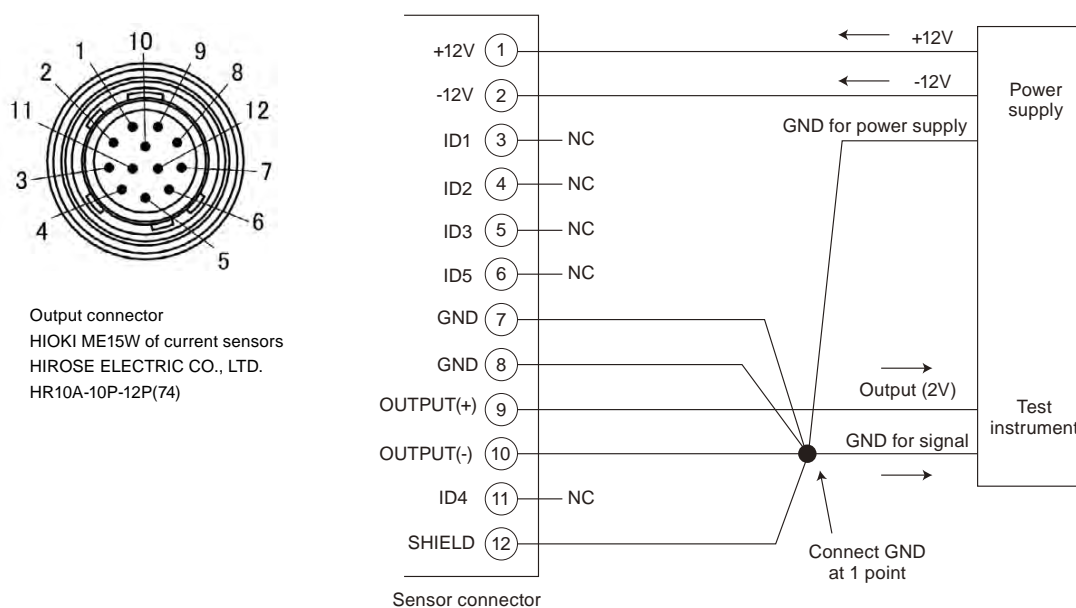 10
1
9
2
8
11
12
3
7
4
6
5
Output connector
HIOKI ME15W of current sensors
HIROSE ELECTRIC CO., LTD.
HR10A-10P-12P(74)
+12V 1 +12V
-12V 2 -12V
Power
supply
GND for power supply
ID1 3 NC
ID2 4 NC
ID3 5 NC
ID5 6 NC
GND 7
GND 8
OUTPUT(+) 9 Output (2V)
Test
instrument
OUTPUT(-) 10 GND for signal
ID4 11 NC
SHIELD 12
Connect GND
at 1 point
Sensor connector